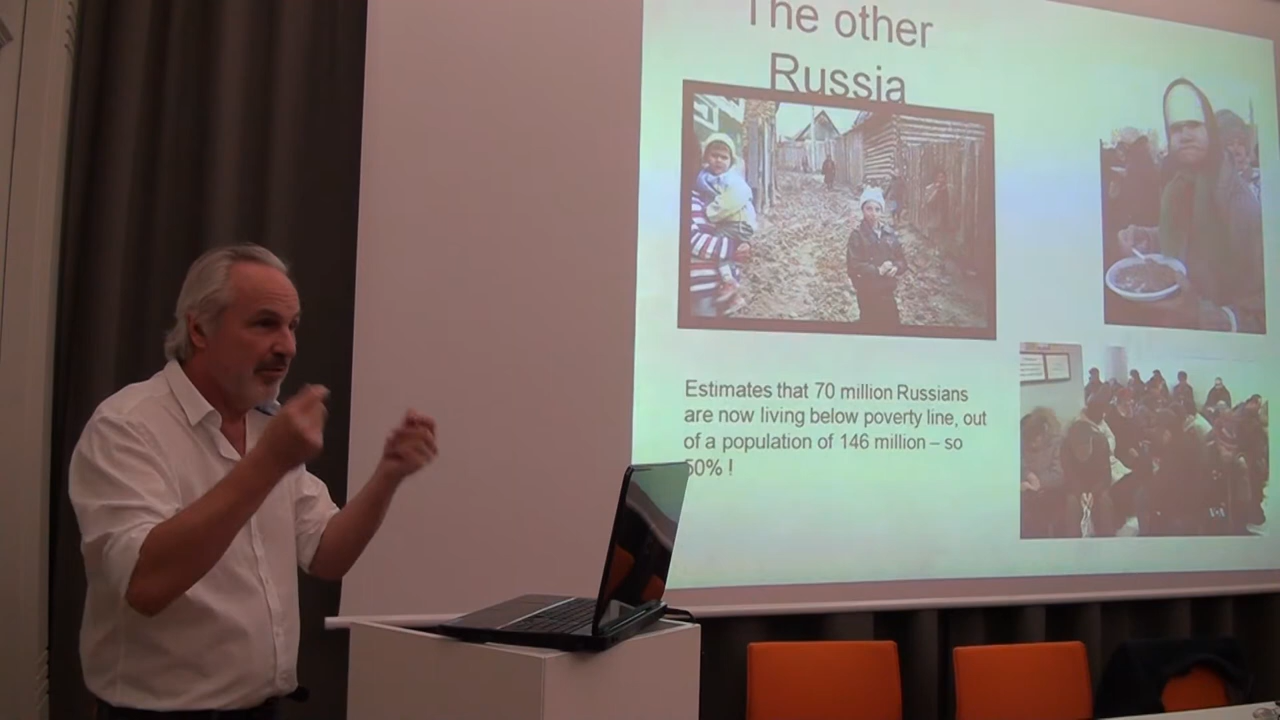 The other
Russia
Estimates that 70 million Russians
are now living below poverty line, out
of a population of 146 million – so
50% !